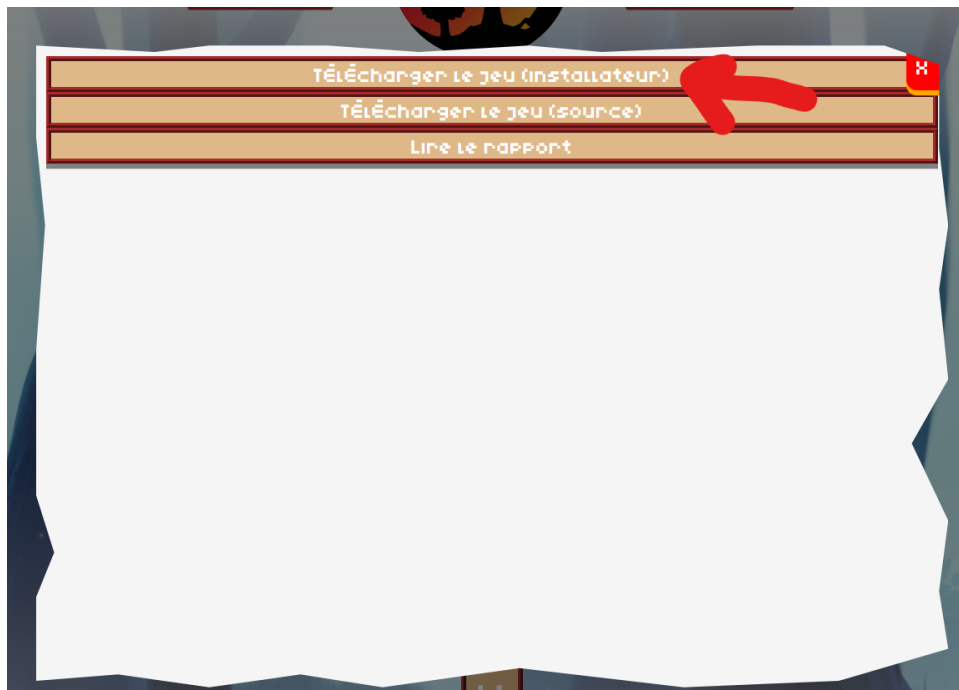 Télécharger le jeu (installateur)
X
Télécharger le jeu (source)
Lire le rapport